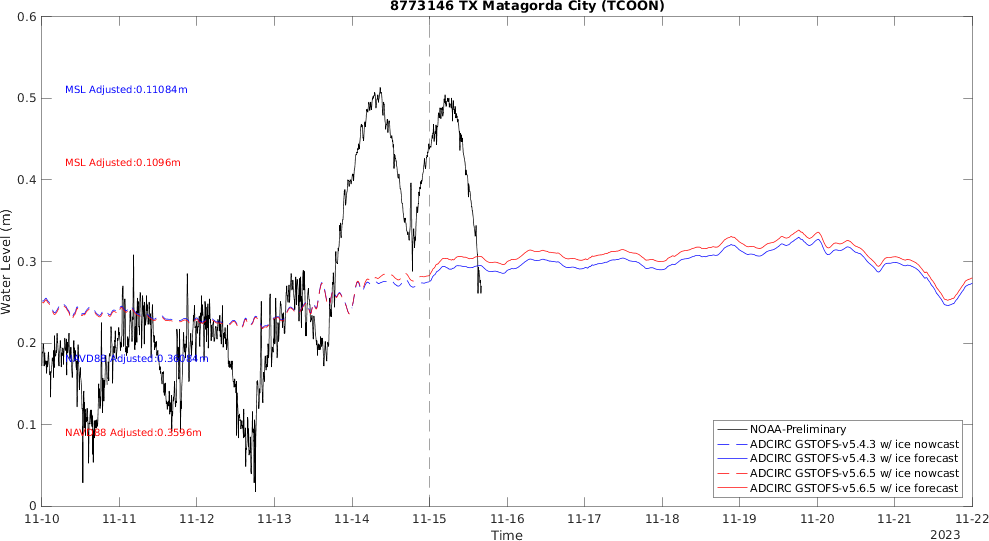 8773146 TX Matagorda City (TCOON)
0.6
0.5
0.4
0.3
0.2
0.1
0
Water Level (m)
MSL Adjusted:0.11084m
MSL Adjusted:0.1096m
NAVD88 Adjusted:0.36084m
NAVD88 Adjusted:0.3596m
NOAA-Preliminary
ADCIRC GSTOFS-v5.4.3 w/ ice nowcast
ADCIRC GSTOFS-v5.4.3 w/ ice forecast
ADCIRC GSTOFS-v5.6.5 w/ ice nowcast
ADCIRC GSTOFS-v5.6.5 w/ ice forecast
11-10 11-11 11-12 11-13 11-14 11-15 11-16 11-17 11-18 11-19 11-20 11-21 11-22
Time
2023